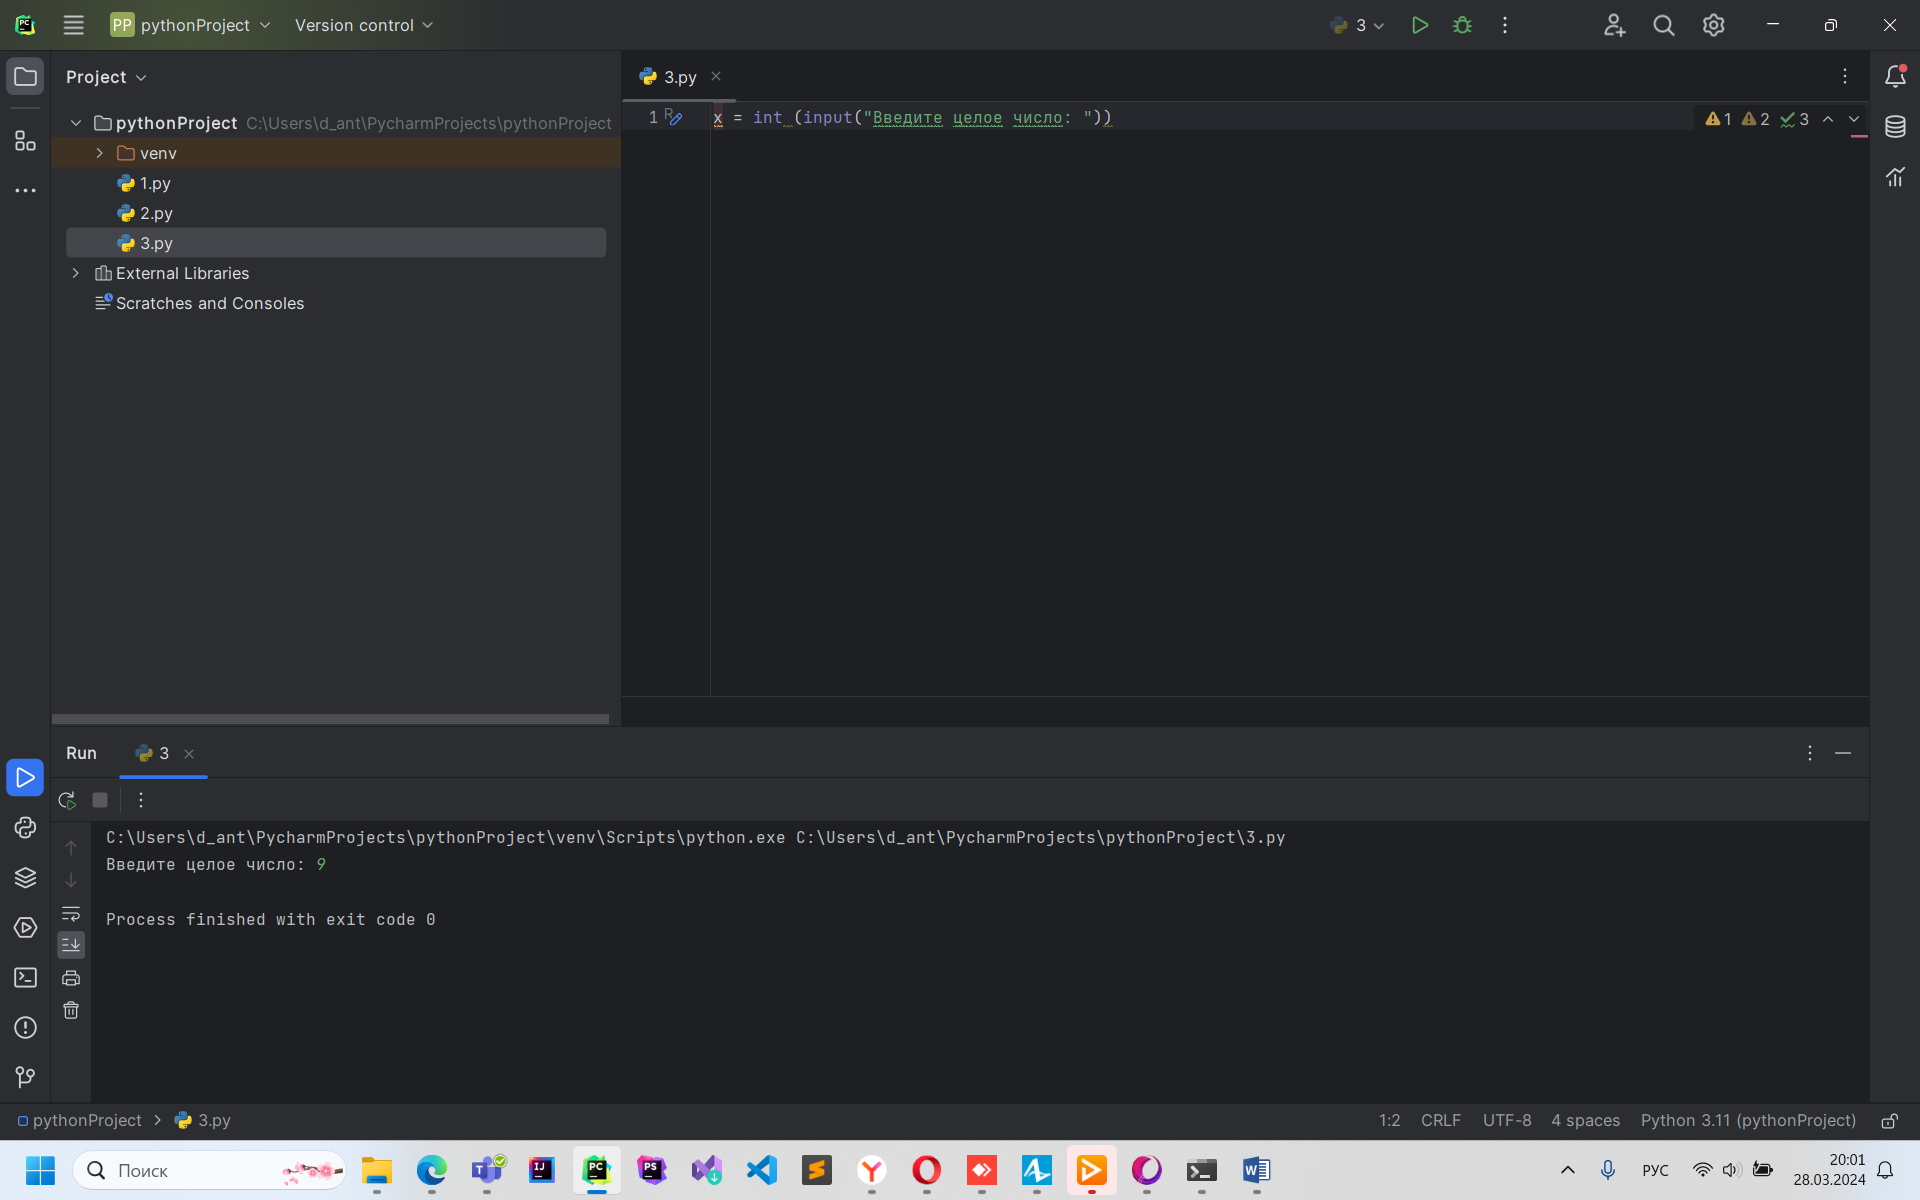 PP pythonProject Version control 3
Project
3.py
pythonProject C:\Users\d_ant\PycharmProjects\pythonProject
venv
1.py
2.py
3.py
External Libraries
Scratches and Consoles
1 x = int (input("Введите целое число: "))
1 2 3
Run 3
C:\Users\d_ant\PycharmProjects\pythonProject\venv\Scripts\python.exe C:\Users\d_ant\PycharmProjects\pythonProject\3.py
Введите целое число: 9
Process finished with exit code 0
pythonProject 3.py 1:2 CRLF UTF-8 4 spaces Python 3.11 (pythonProject)
Поиск
РУС
20:01
28.03.2024